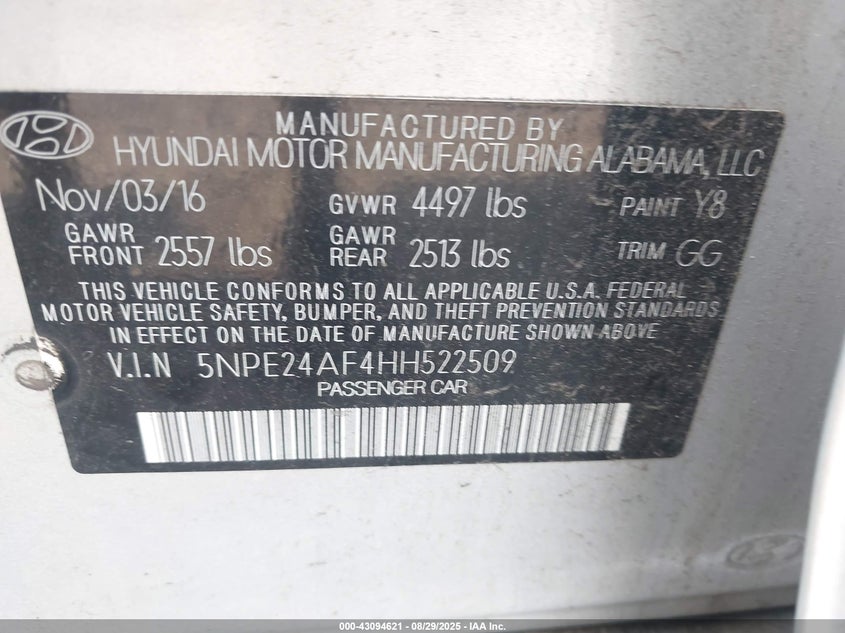 MANUFACTURED BY
HYUNDAI MOTOR MANUFACTURING ALABAMA, LLC
Nov/03/16 GVWR 4497 lbs PAINT Y8
GAWR FRONT 2557 lbs GAWR REAR 2513 lbs TRIM GG
THIS VEHICLE CONFORMS TO ALL APPLICABLE U.S.A. FEDERAL
MOTOR VEHICLE SAFETY, BUMPER, AND THEFT PREVENTION STANDARDS
IN EFFECT ON THE DATE OF MANUFACTURE SHOWN ABOVE.
V.I.N 5NPE24AF4HH522509
PASSENGER CAR
000-43094621 - 08/29/2025 - IAA Inc.